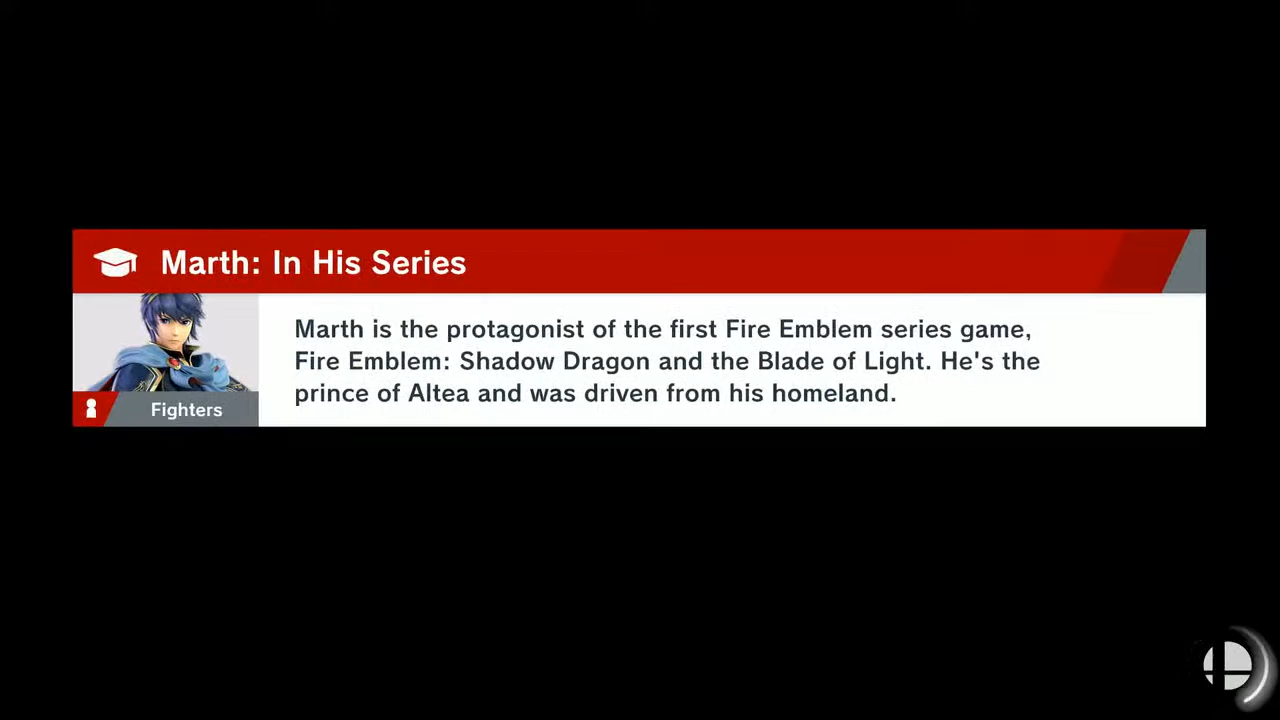 Marth: In His Series
Marth is the protagonist of the first Fire Emblem series game,
Fire Emblem: Shadow Dragon and the Blade of Light. He's the
prince of Altea and was driven from his homeland.
Fighters